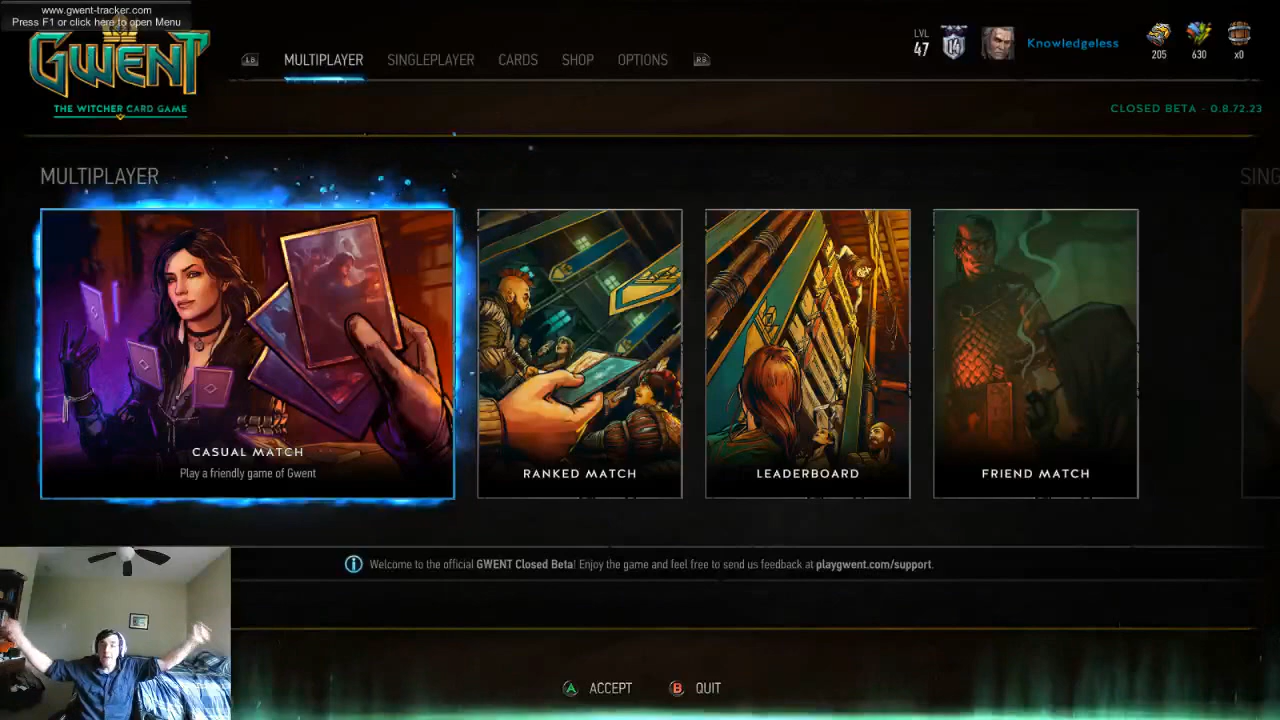 www.gwent-tracker.com
Press F1 or click here to open Menu
GWENT
THE WITCHER CARD GAME
LB
MULTIPLAYER
SINGLEPLAYER
CARDS
SHOP
OPTIONS
RB
LVL
47
14
Knowledgeless
205
630
x0
CLOSED BETA - 0.8.72.23
MULTIPLAYER
SING
CASUAL MATCH
Play a friendly game of Gwent
RANKED MATCH
LEADERBOARD
FRIEND MATCH
Welcome to the official GWENT Closed Beta! Enjoy the game and feel free to send us feedback at playgwent.com/support.
A ACCEPT
B QUIT